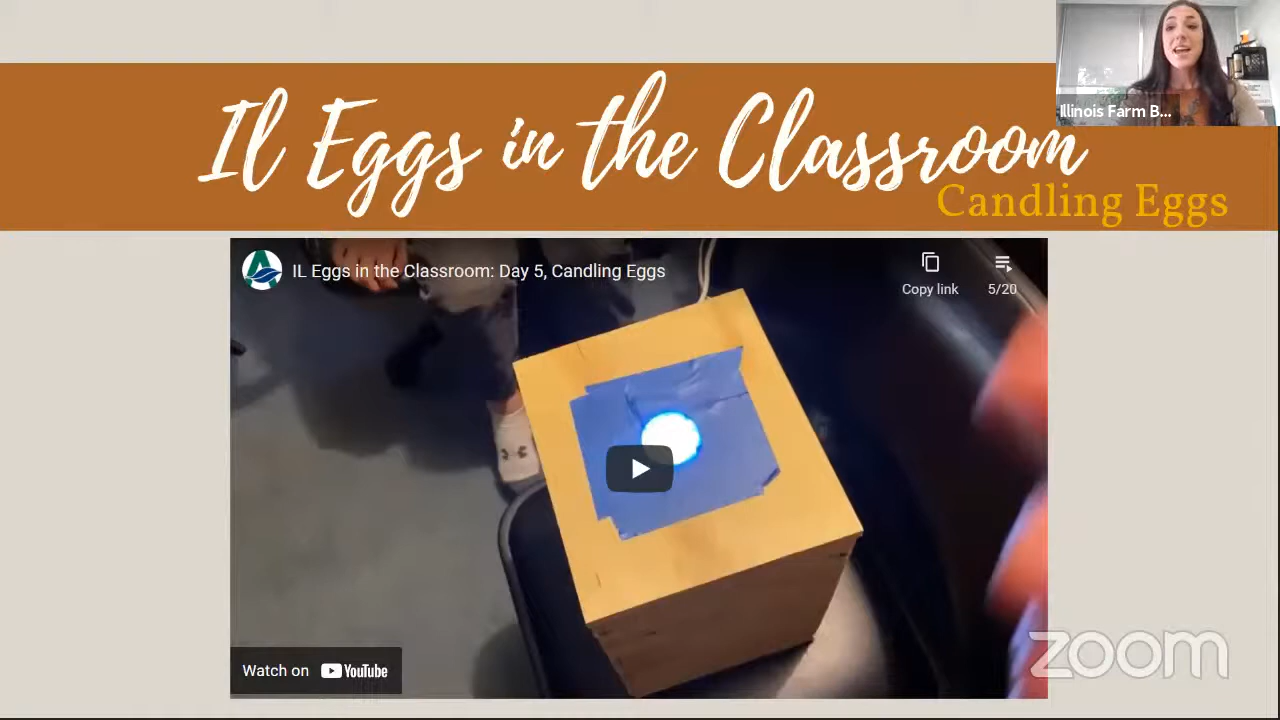 Il Eggs in the Classroom
Candling Eggs
Illinois Farm B...
IL Eggs in the Classroom: Day 5, Candling Eggs
Copy link
5/20
Watch on YouTube
zoom